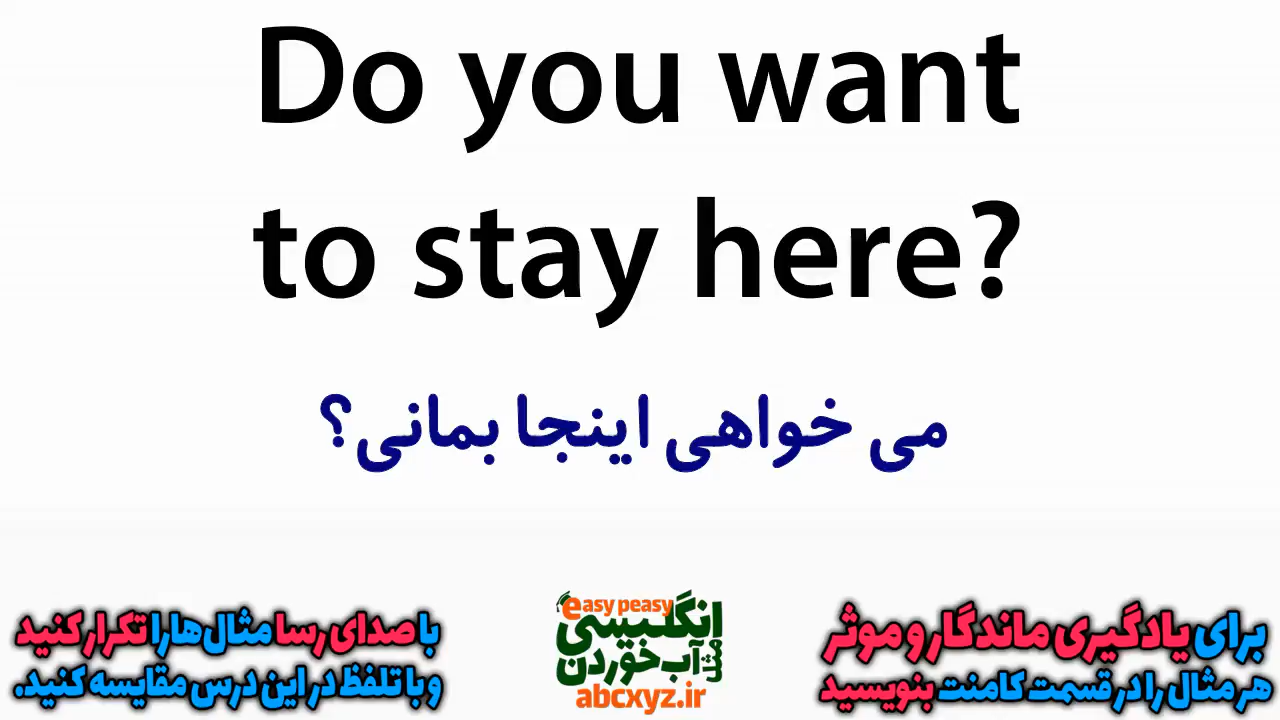 Do you want
to stay here?
می خواهی اینجا بمانی؟
با صدای رسا مثال‌ها را تکرار کنید
و با تلفظ در این درس مقایسه کنید.
easy peasy
انگلیسی
مثل آب خوردن
abcxyz.ir
برای یادگیری ماندگار و موثر
هر مثال را در قسمت کامنت بنویسید